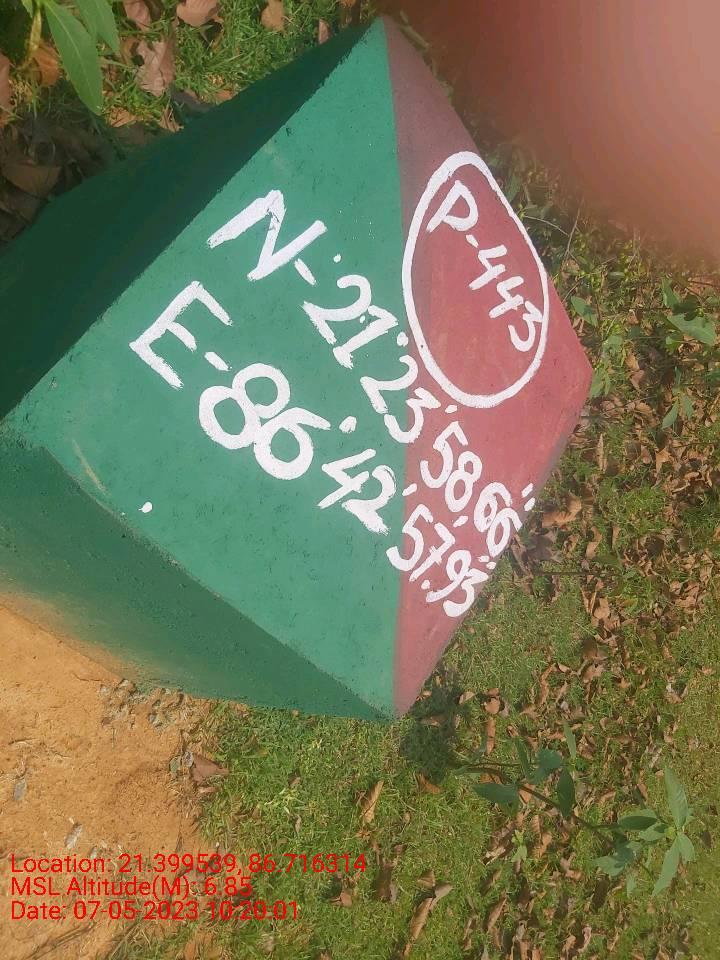 P-443
N-21°23'58.66"
E-86°42'57.93"
Location: 21.399539, 86.716314
MSL Altitude(M): 6.85
Date: 07-05-2023 10:20:01